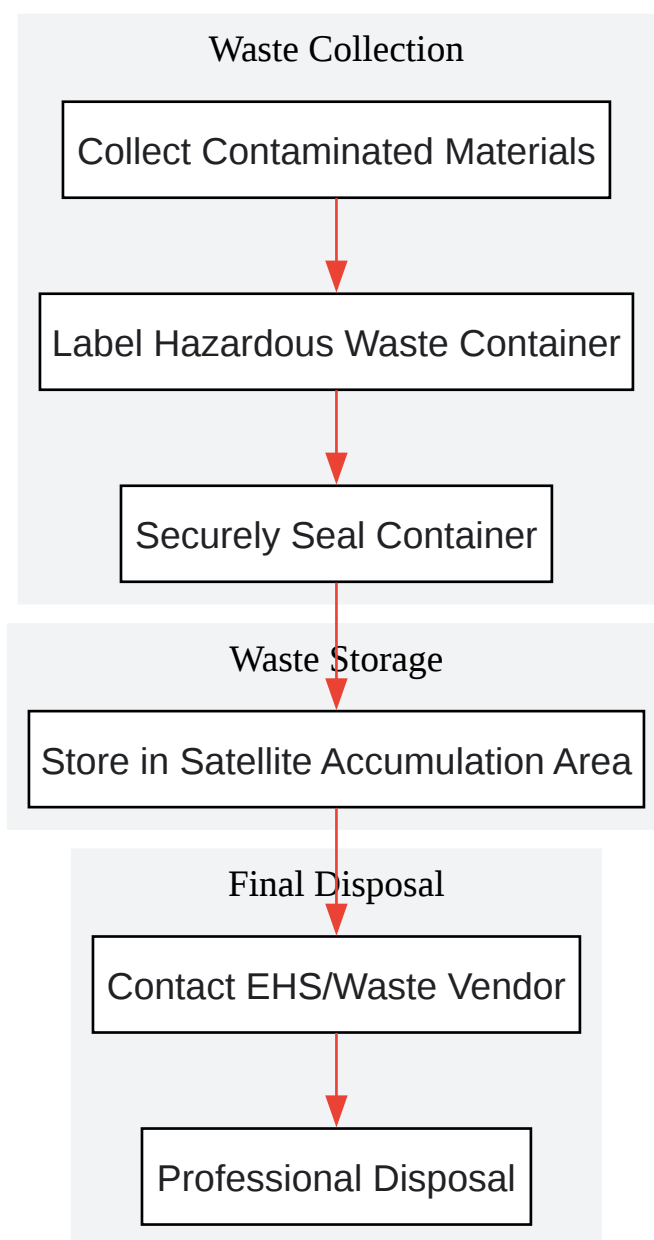 Waste Collection
Collect Contaminated Materials
Label Hazardous Waste Container
Securely Seal Container
Waste Storage
Store in Satellite Accumulation Area
Final Disposal
Contact EHS/Waste Vendor
Professional Disposal